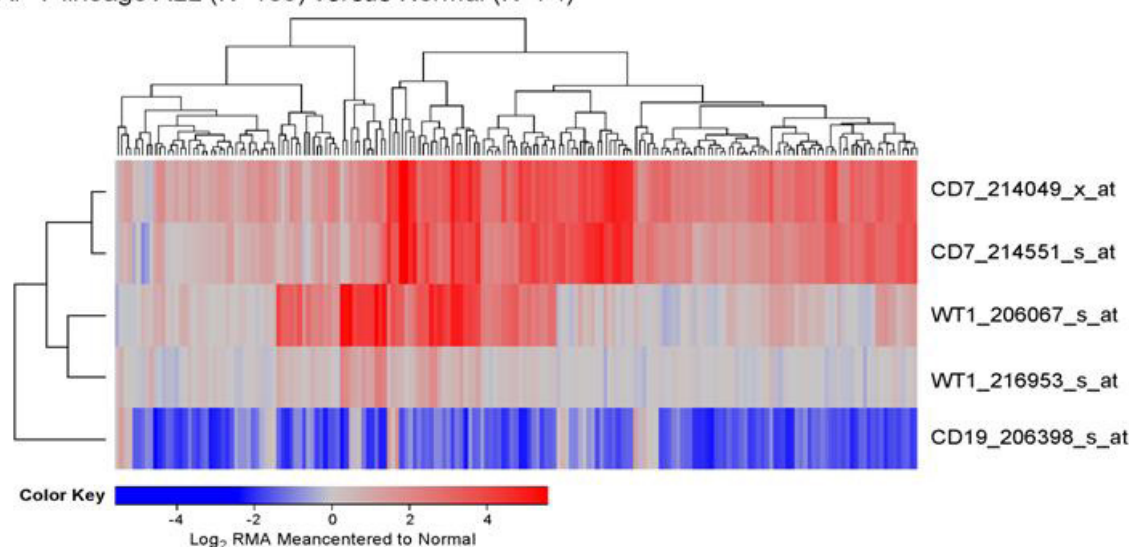 CD7_214049_x_at
CD7_214551_s_at
WT1_206067_s_at
WT1_216953_s_at
CD19_206398_s_at
Color Key
-4 -2 0 2 4
Log2 RMA Meancentered to Normal